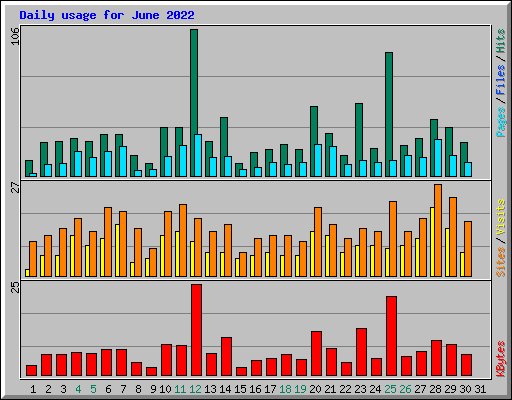 Daily usage for June 2022
106
Pages / Files / Hits
27
Sites / Visits
25
KBytes
1 2 3 4 5 6 7 8 9 10 11 12 13 14 15 16 17 18 19 20 21 22 23 24 25 26 27 28 29 30 31